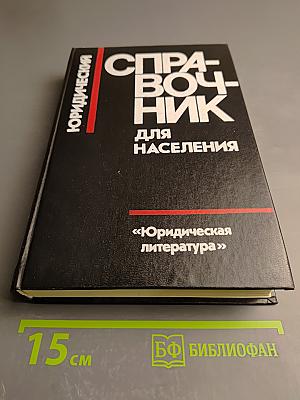 ЮРИДИЧЕСКИЙ
СПРА-
ВОЧ-
НИК
ДЛЯ
НАСЕЛЕНИЯ
«Юридическая
литература»
15 см
БФ БИБЛИОФАН